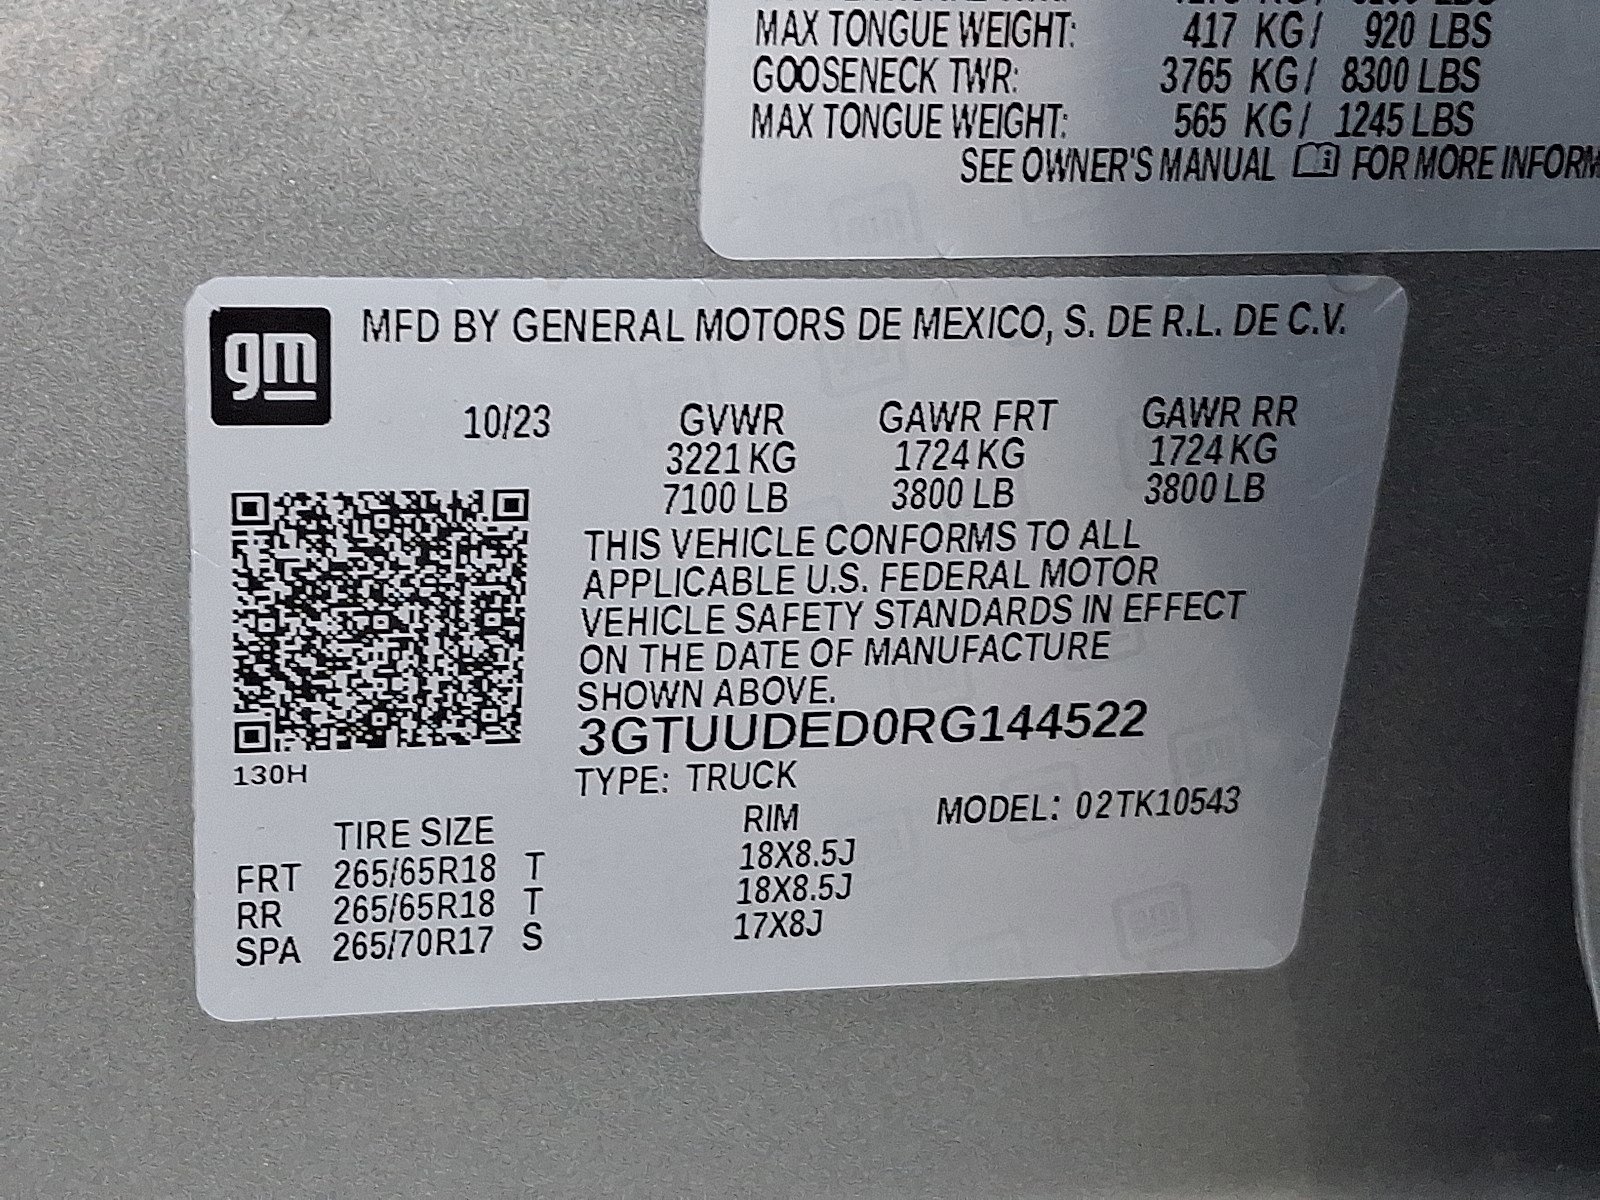 MAX TONGUE WEIGHT: 417 KG/ 920 LBS
GOOSENECK TWR: 3765 KG/ 8300 LBS
MAX TONGUE WEIGHT: 565 KG/ 1245 LBS
SEE OWNER'S MANUAL FOR MORE INFORM
gm
MFD BY GENERAL MOTORS DE MEXICO, S. DE R.L. DE C.V.
10/23 GVWR GAWR FRT GAWR RR
3221 KG 1724 KG 1724 KG
7100 LB 3800 LB 3800 LB
THIS VEHICLE CONFORMS TO ALL
APPLICABLE U.S. FEDERAL MOTOR
VEHICLE SAFETY STANDARDS IN EFFECT
ON THE DATE OF MANUFACTURE
SHOWN ABOVE.
3GTUUDED0RG144522
130H
TYPE: TRUCK
MODEL: 02TK10543
TIRE SIZE RIM
FRT 265/65R18 T 18X8.5J
RR 265/65R18 T 18X8.5J
SPA 265/70R17 S 17X8J